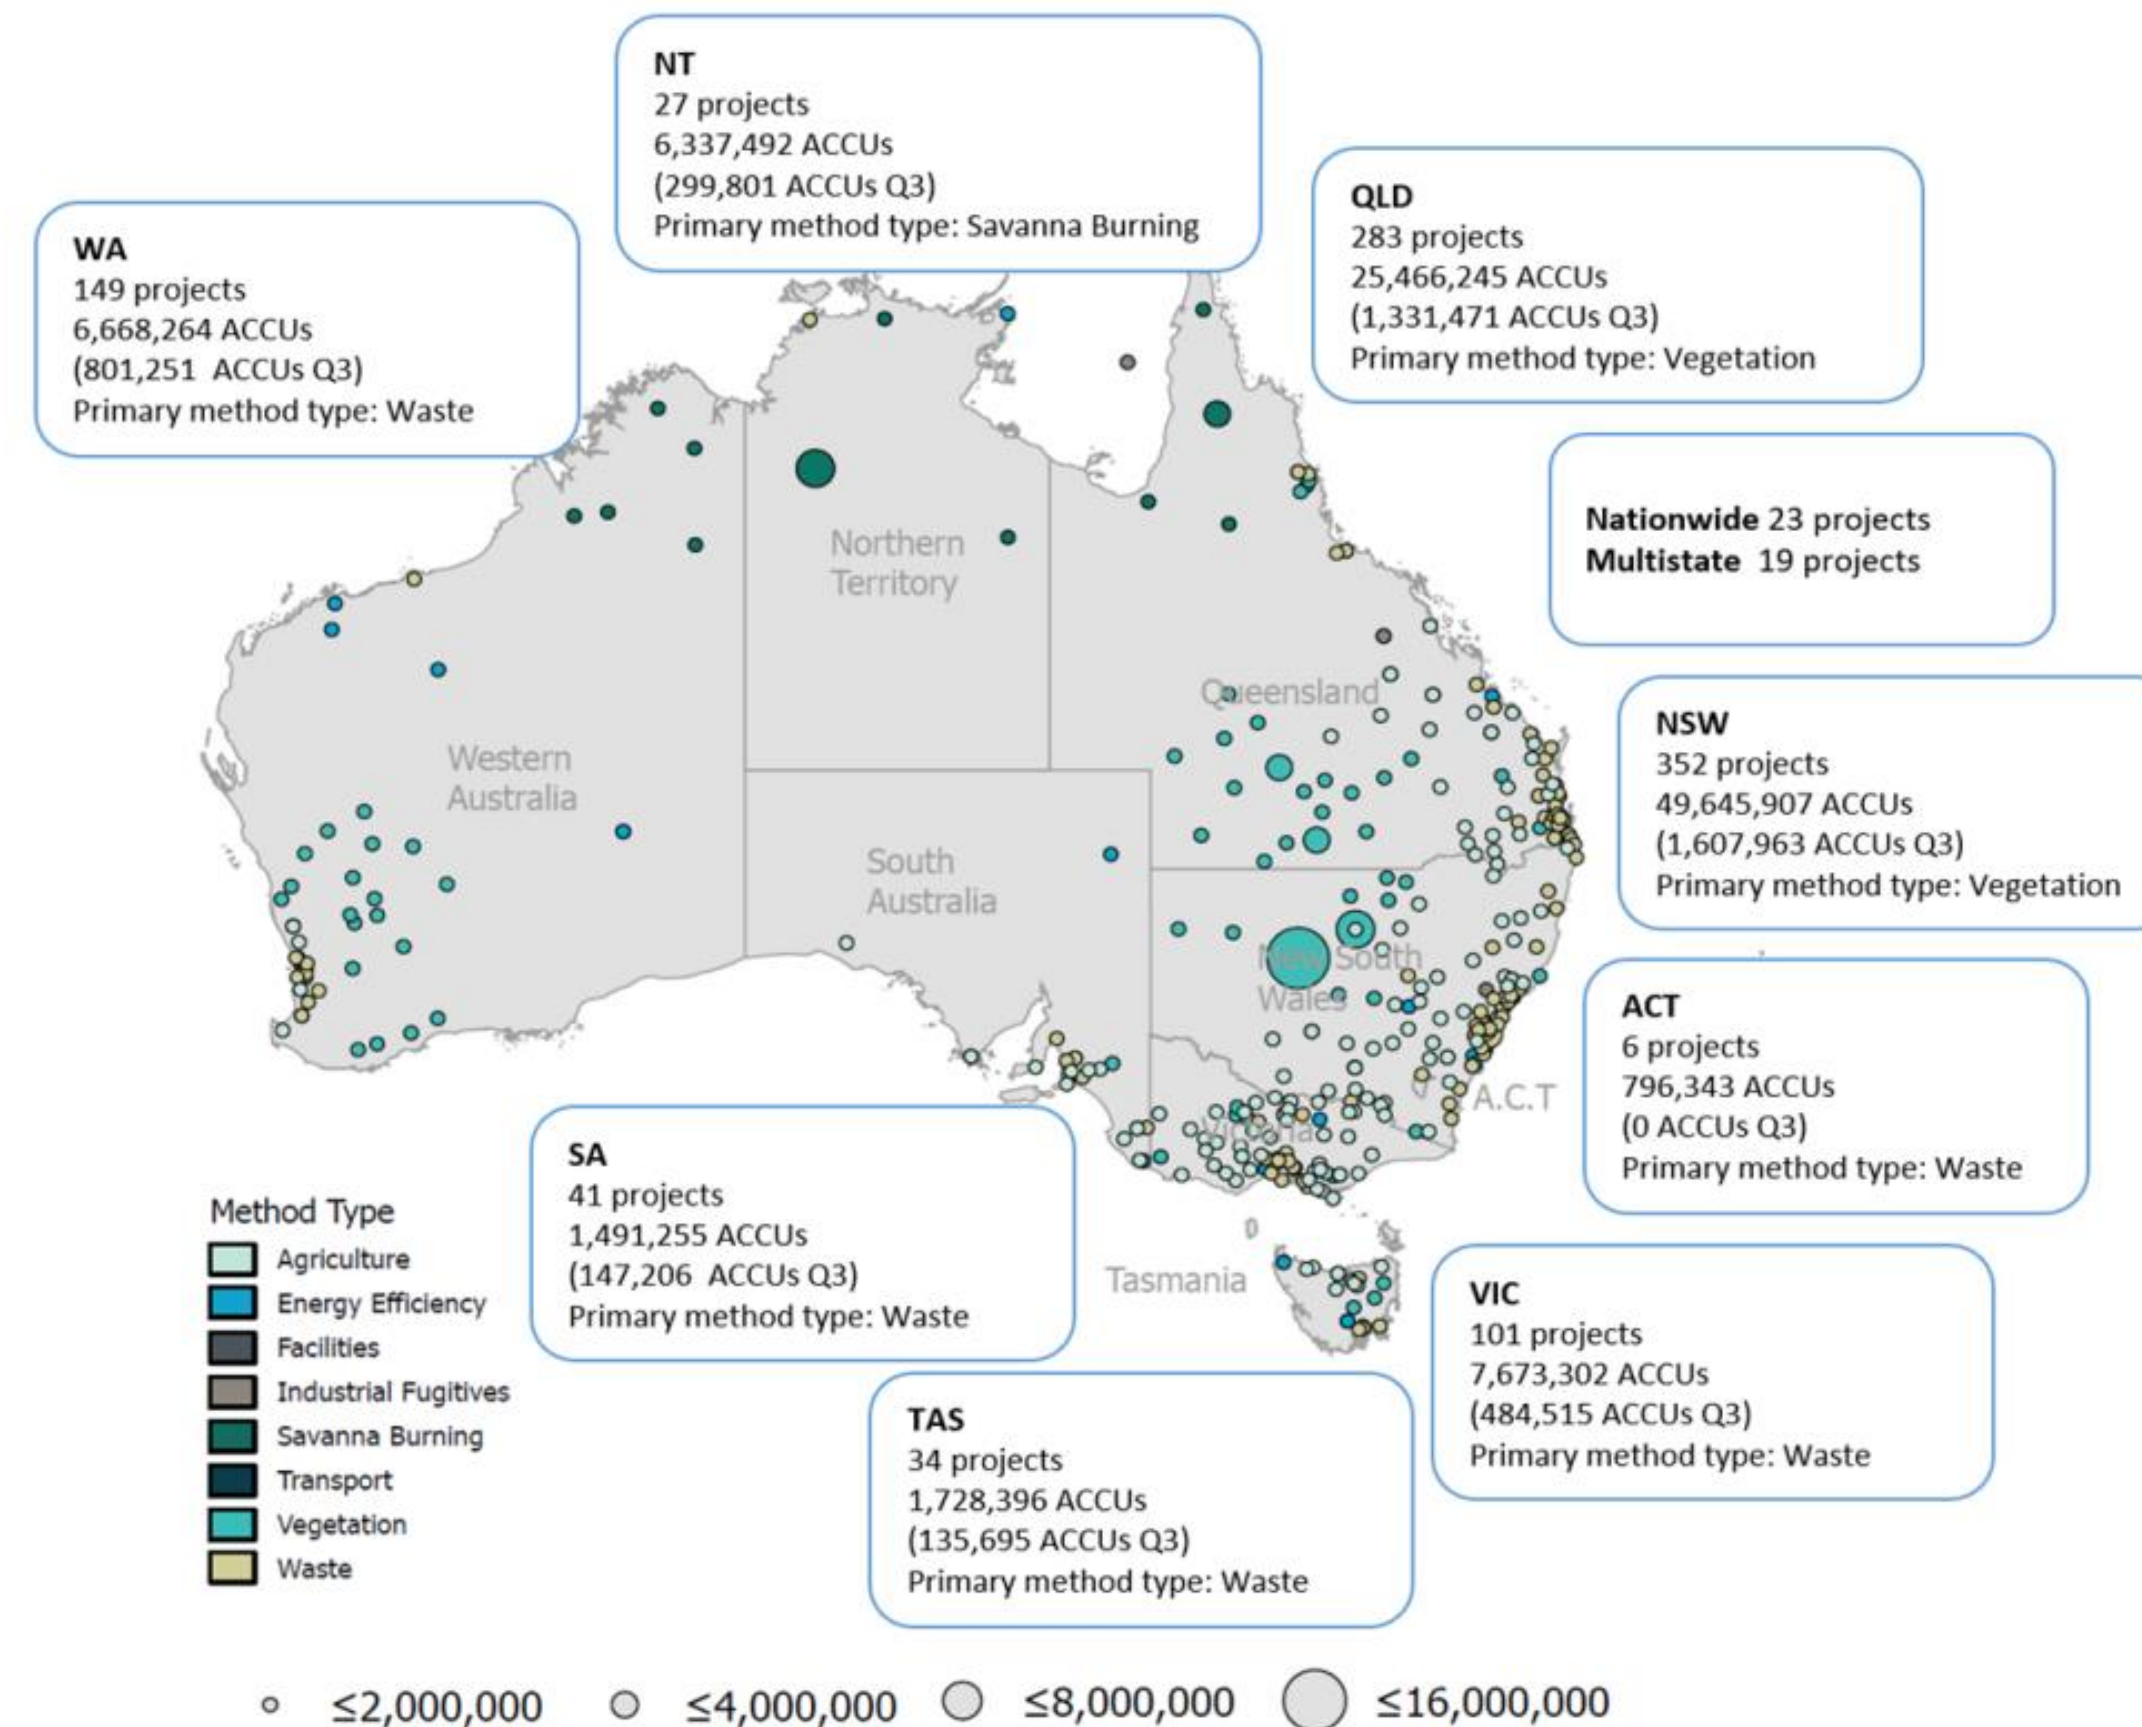 NT
27 projects
6,337,492 ACCUs
(299,801 ACCUs Q3)
Primary method type: Savanna Burning
QLD
283 projects
25,466,245 ACCUs
(1,331,471 ACCUs Q3)
Primary method type: Vegetation
WA
149 projects
6,668,264 ACCUs
(801,251 ACCUs Q3)
Primary method type: Waste
Nationwide 23 projects
Multistate 19 projects
Northern
Territory
Queensland
Western
Australia
South
Australia
New South
Wales
A.C.T
Victoria
Tasmania
NSW
352 projects
49,645,907 ACCUs
(1,607,963 ACCUs Q3)
Primary method type: Vegetation
ACT
6 projects
796,343 ACCUs
(0 ACCUs Q3)
Primary method type: Waste
SA
41 projects
1,491,255 ACCUs
(147,206 ACCUs Q3)
Primary method type: Waste
VIC
101 projects
7,673,302 ACCUs
(484,515 ACCUs Q3)
Primary method type: Waste
TAS
34 projects
1,728,396 ACCUs
(135,695 ACCUs Q3)
Primary method type: Waste
Method Type
Agriculture
Energy Efficiency
Facilities
Industrial Fugitives
Savanna Burning
Transport
Vegetation
Waste
≤2,000,000 ≤4,000,000 ≤8,000,000 ≤16,000,000